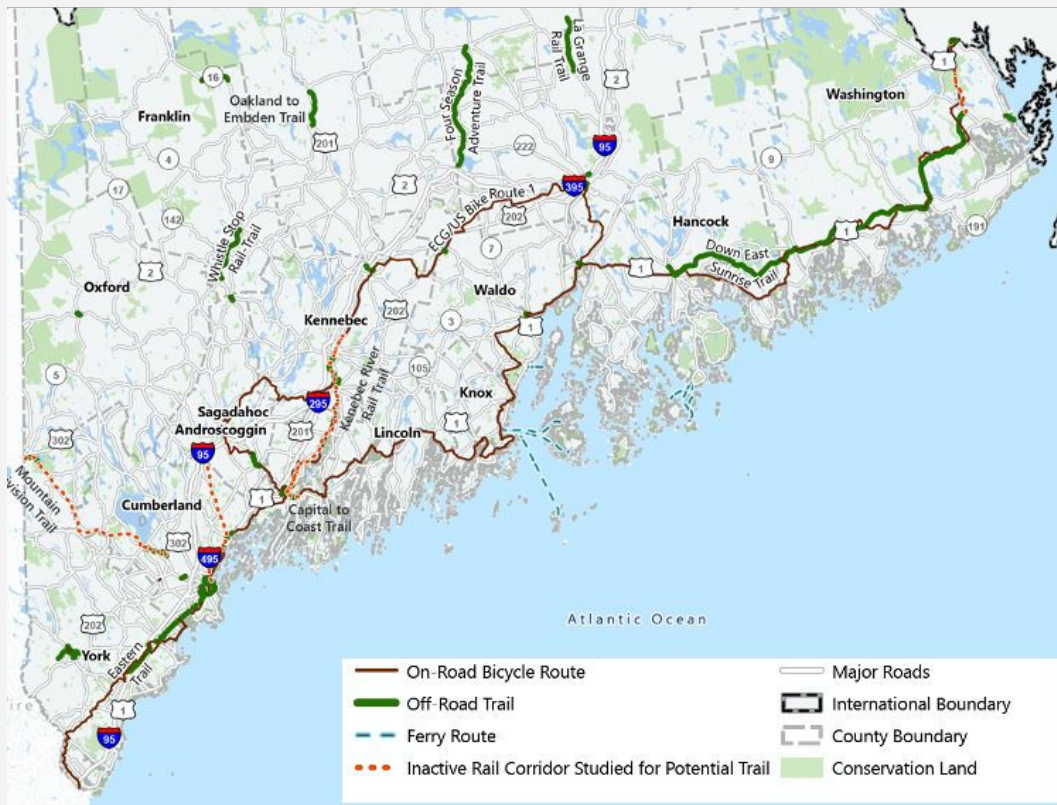 La Grange
Rail Trail
16
Franklin
Oakland to
Embden Trail
201
Four Season
Adventure Trail
2
1
Washington
95
4
222
9
17
2
395
ECG/US Bike Route 1
202
142
7
Hancock
1
191
Whistle Stop
Rail-Trail
2
1
Down East
Sunrise Trail
Oxford
Waldo
Kennebec
202
3
1
5
105
295
Kenebec River
Rail Trail
Knox
Sagadahoc
Androscoggin
201
Lincoln
1
302
95
Mountain
Division Trail
Cumberland
1
Capital to
Coast Trail
302
495
Atlantic Ocean
202
York
Eastern
Trail
1
95
On-Road Bicycle Route
Off-Road Trail
Ferry Route
Inactive Rail Corridor Studied for Potential Trail
Major Roads
International Boundary
County Boundary
Conservation Land